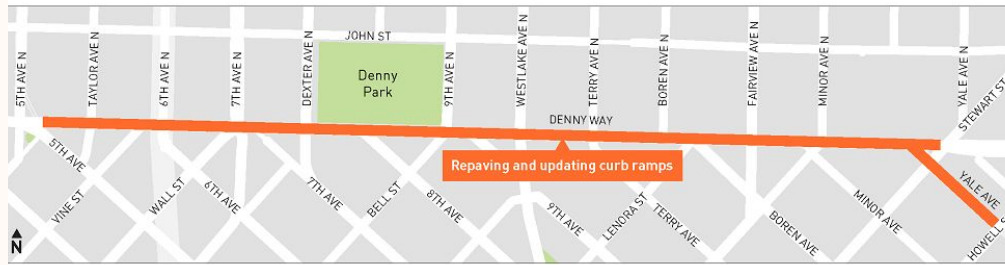 JOHN ST
5TH AVE N
TAYLOR AVE N
6TH AVE N
7TH AVE N
DEXTER AVE N
Denny
Park
9TH AVE N
WESTLAKE AVE N
TERRY AVE N
BOREN AVE N
FAIRVIEW AVE N
MINOR AVE N
YALE AVE N
STEWART ST
DENNY WAY
Repaving and updating curb ramps
5TH AVE
VINE ST
WALL ST
6TH AVE
7TH AVE
BELL ST
8TH AVE
9TH AVE
LENORA ST
TERRY AVE
BOREN AVE
MINOR AVE
YALE AVE
HOWELL S
N